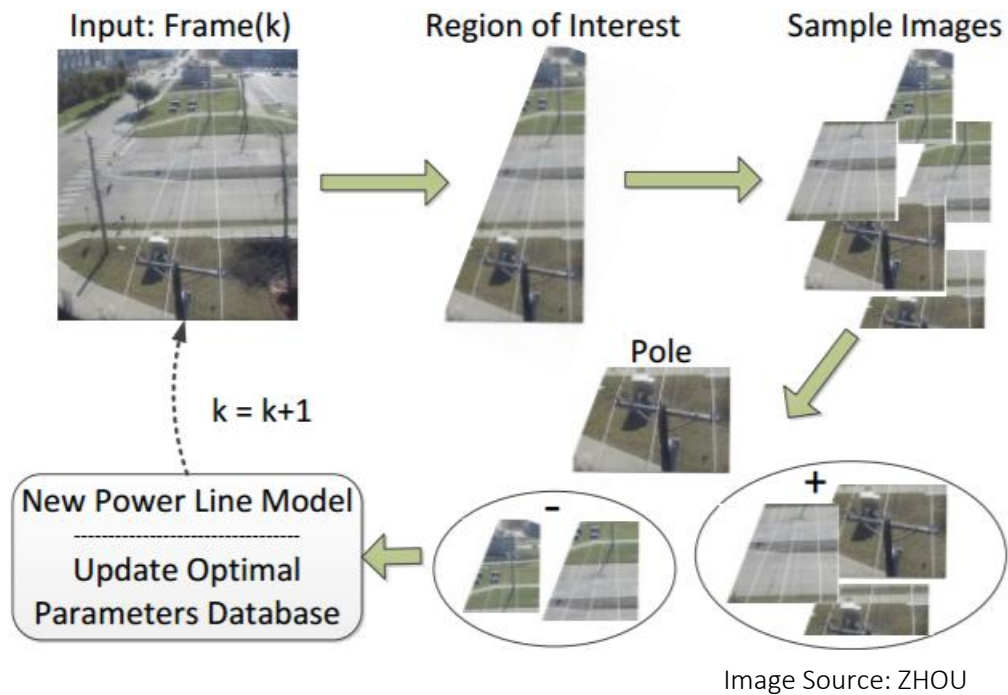 Input: Frame(k)
Region of Interest
Sample Images
Pole
k = k+1
New Power Line Model
--------------------------------
Update Optimal
Parameters Database
-
+
Image Source: ZHOU